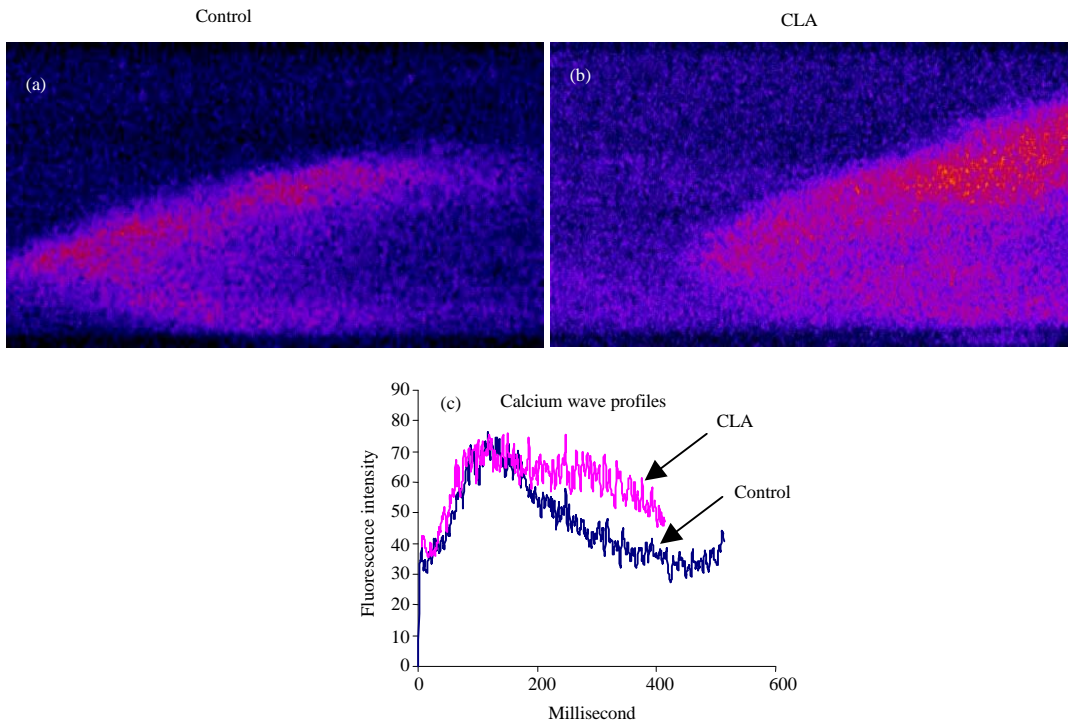 Control
CLA
(a)
(b)
(c)
Calcium wave profiles
90
80
70
60
50
40
30
20
10
0
Fluorescence intensity
CLA
Control
0
200
400
600
Millisecond